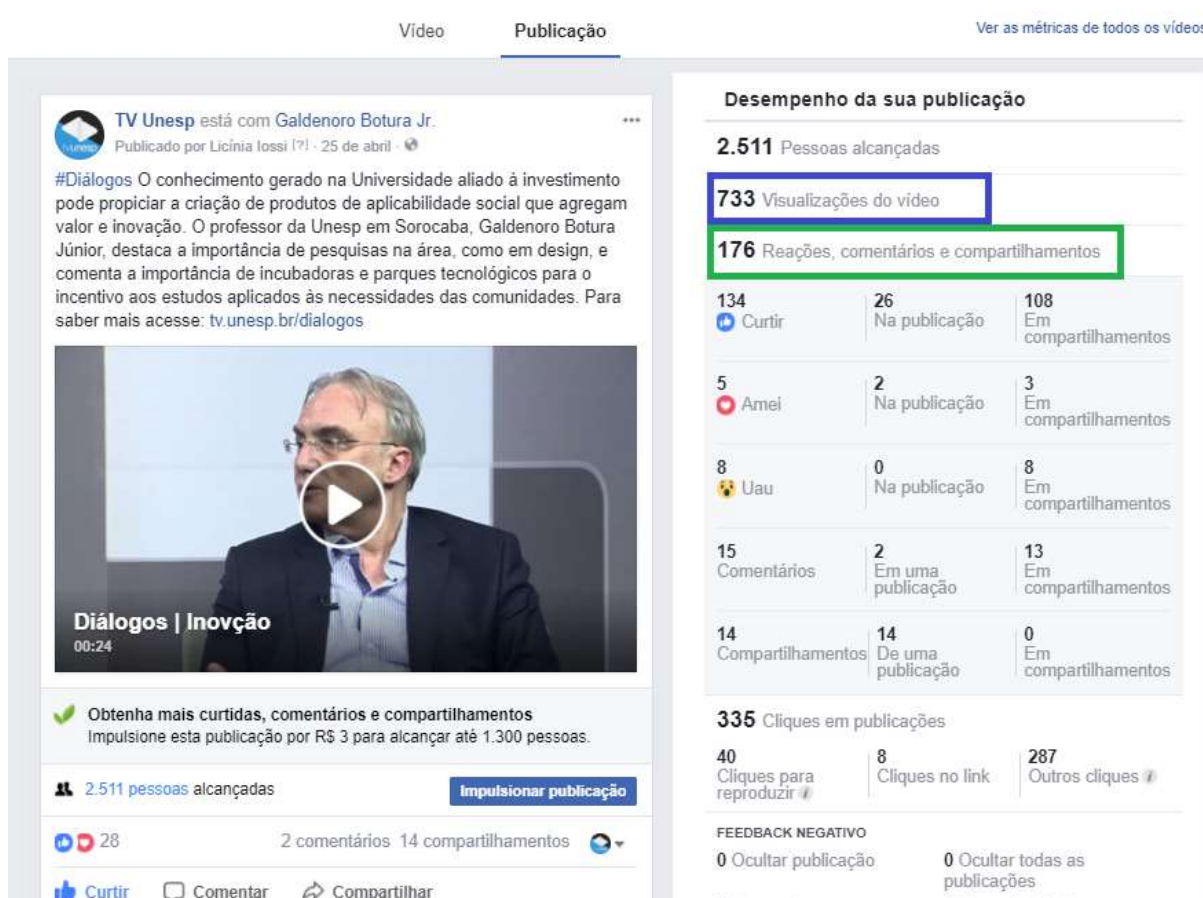 Vídeo
Publicação
Ver as métricas de todos os vídeos
TV Unesp está com Galdenoro Botura Jr.
Publicado por Licínia Iossi [?] · 25 de abril ·
#Diálogos O conhecimento gerado na Universidade aliado à investimento
pode propiciar a criação de produtos de aplicabilidade social que agregam
valor e inovação. O professor da Unesp em Sorocaba, Galdenoro Botura
Júnior, destaca a importância de pesquisas na área, como em design, e
comenta a importância de incubadoras e parques tecnológicos para o
incentivo aos estudos aplicados às necessidades das comunidades. Para
saber mais acesse: tv.unesp.br/dialogos
Diálogos | Inovção
00:24
Obtenha mais curtidas, comentários e compartilhamentos
Impulsione esta publicação por R$ 3 para alcançar até 1.300 pessoas.
2.511 pessoas alcançadas
Impulsionar publicação
28
2 comentários 14 compartilhamentos
Curtir
Comentar
Compartilhar
Desempenho da sua publicação
2.511 Pessoas alcançadas
733 Visualizações do vídeo
176 Reações, comentários e compartilhamentos
134
Curtir
26
Na publicação
108
Em
compartilhamentos
5
Amei
2
Na publicação
3
Em
compartilhamentos
8
Uau
0
Na publicação
8
Em
compartilhamentos
15
Comentários
2
Em uma
publicação
13
Em
compartilhamentos
14
Compartilhamentos
14
De uma
publicação
0
Em
compartilhamentos
335 Cliques em publicações
40
Cliques para
reproduzir
8
Cliques no link
287
Outros cliques
FEEDBACK NEGATIVO
0 Ocultar publicação
0 Ocultar todas as
publicações